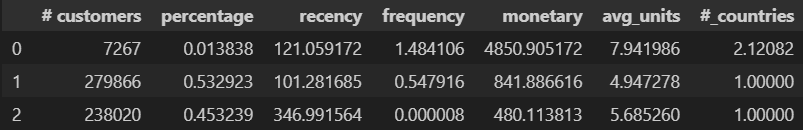 # customers percentage recency frequency monetary avg_units #_countries
0 7267 0.013838 121.059172 1.484106 4850.905172 7.941986 2.12082
1 279866 0.532923 101.281685 0.547916 841.886616 4.947278 1.00000
2 238020 0.453239 346.991564 0.000008 480.113813 5.685260 1.00000